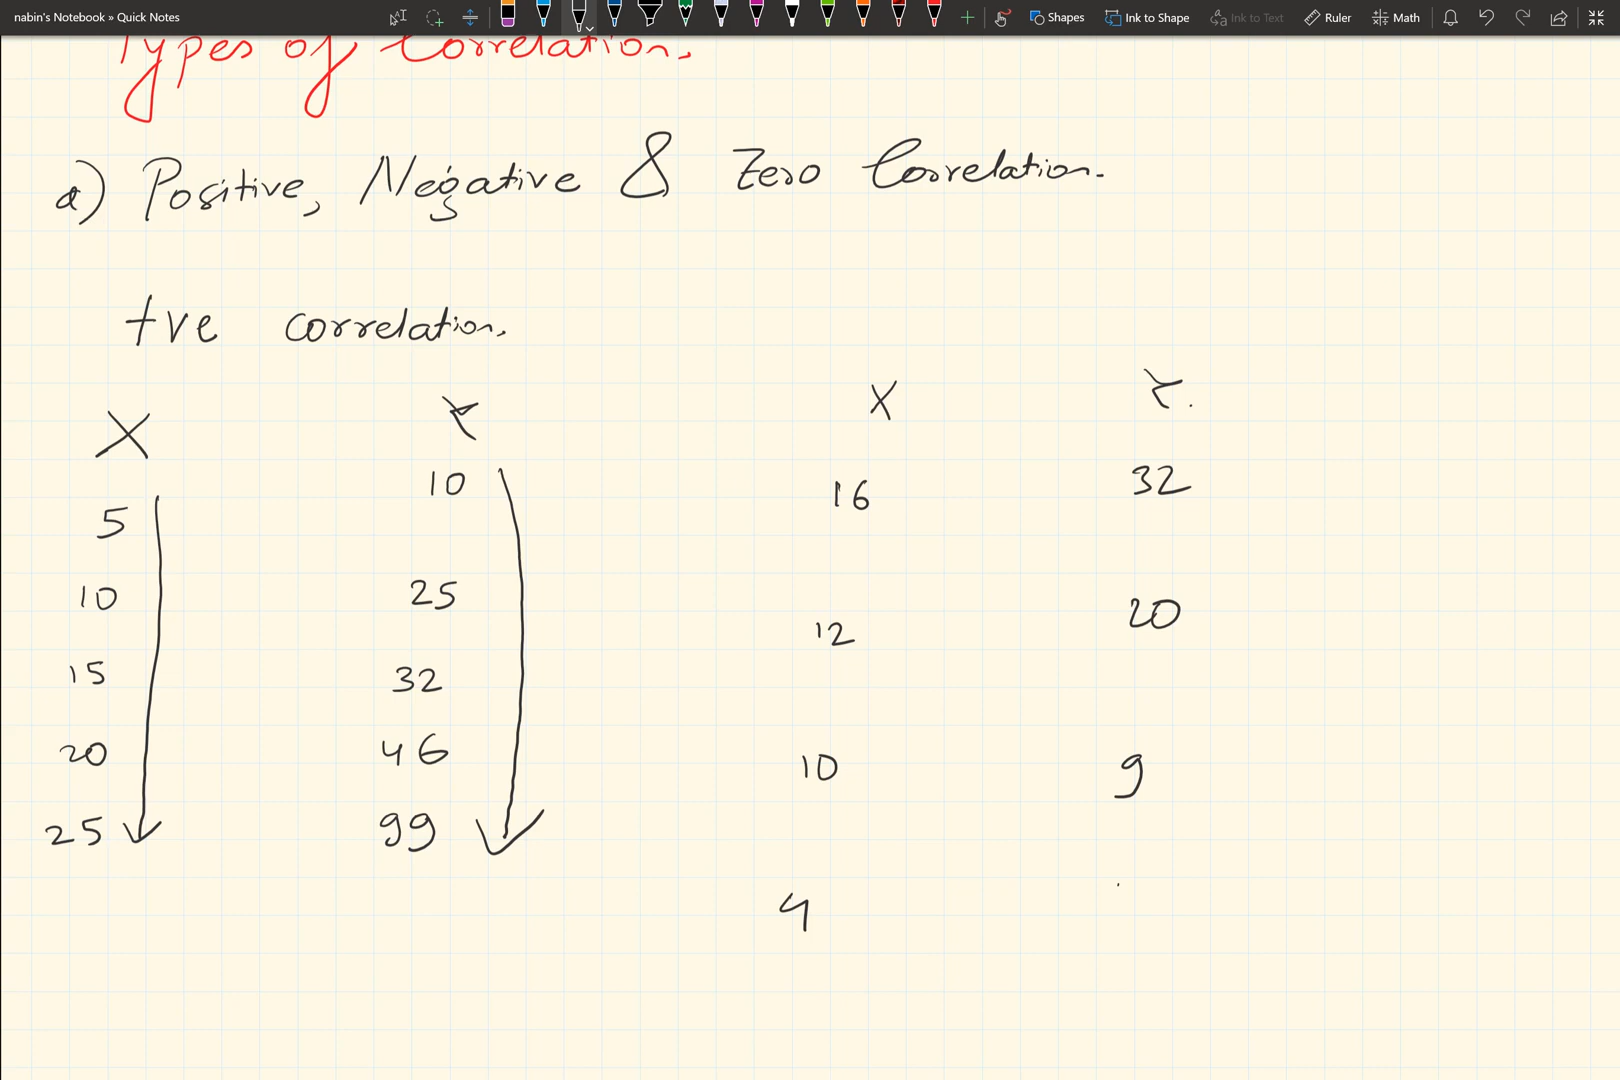 nabin's Notebook » Quick Notes
Shapes Ink to Shape Ink to Text Ruler Math
Types of Correlation.
a) Positive, Negative & Zero Correlation.
+ve correlation.
X Y X Y.
5 10 16 32
10 25 12 20
15 32 10 9
20 46 4
25 99